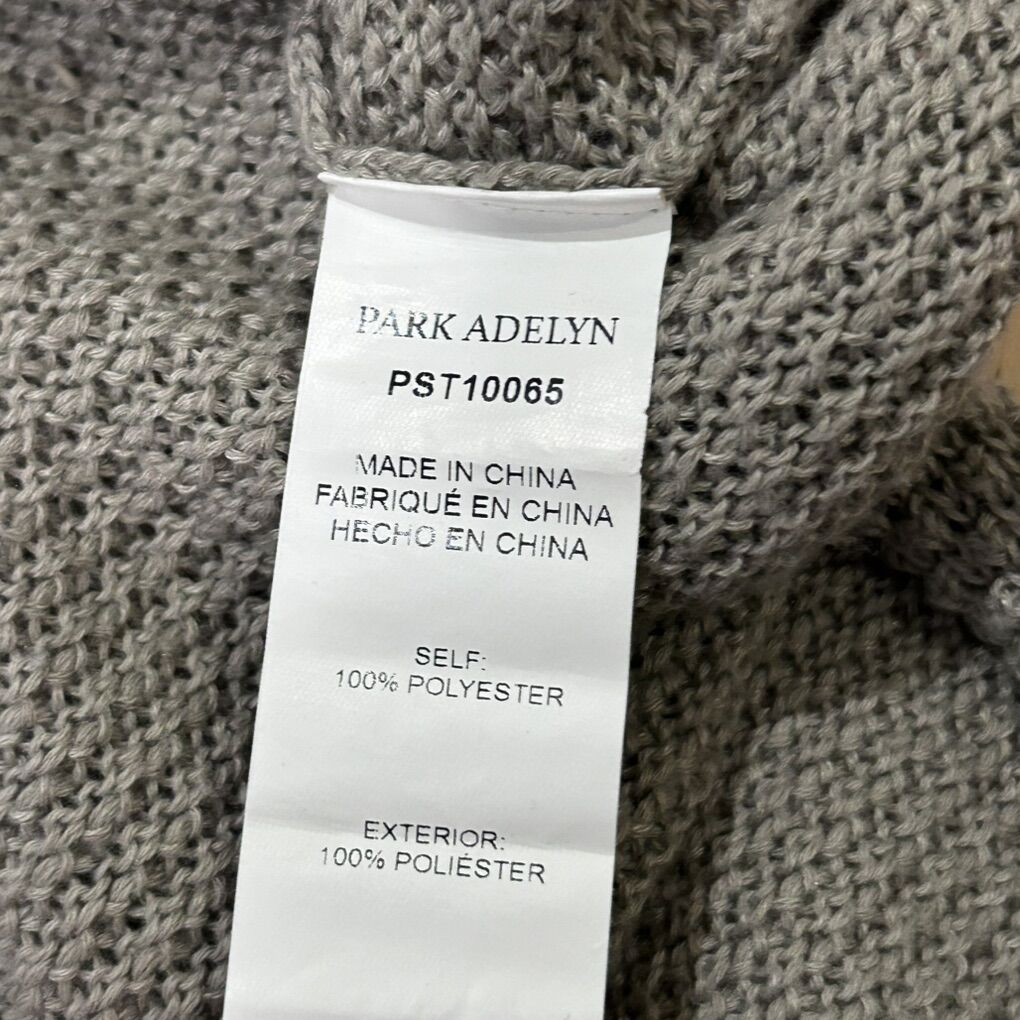 PARK ADELYN
PST10065
MADE IN CHINA
FABRIQUÉ EN CHINA
HECHO EN CHINA
SELF:
100% POLYESTER
EXTERIOR:
100% POLIÉSTER